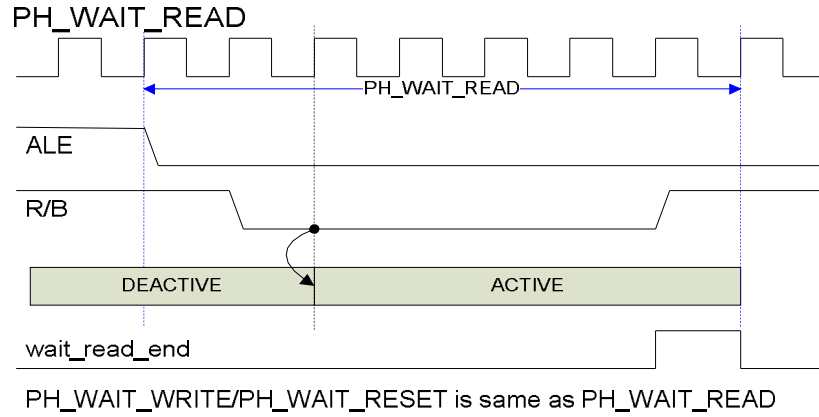 PH_WAIT_READ
PH_WAIT_READ
ALE
R/B
DEACTIVE ACTIVE
wait_read_end
PH_WAIT_WRITE/PH_WAIT_RESET is same as PH_WAIT_READ